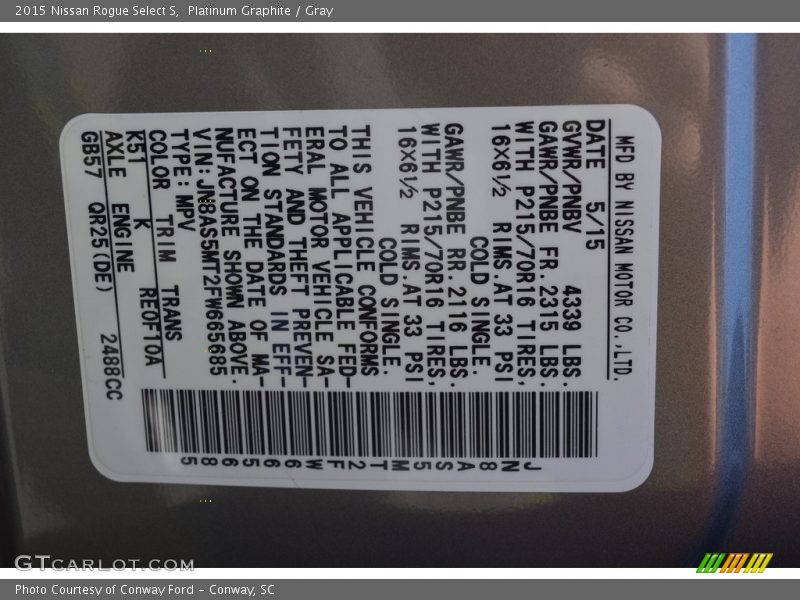 2015 Nissan Rogue Select S, Platinum Graphite / Gray
MFD BY NISSAN MOTOR CO.,LTD.
DATE 5/15
GVWR/PNBV 4339 LBS.
GAWR/PNBE FR. 2315 LBS.
WITH P215/70R16 TIRES,
16X6½ RIMS.AT 33 PSI
COLD SINGLE.
GAWR/PNBE RR. 2116 LBS.
WITH P215/70R16 TIRES,
16X6½ RIMS.AT 33 PSI
COLD SINGLE.
THIS VEHICLE CONFORMS
TO ALL APPLICABLE FED-
ERAL MOTOR VEHICLE SA-
FETY AND THEFT PREVEN-
TION STANDARDS IN EFF-
ECT ON THE DATE OF MA-
NUFACTURE SHOWN ABOVE.
VIN:JN8AS5MT2FW665685
TYPE:MPV
COLOR TRIM TRANS
K51 K RE0F10A
AXLE ENGINE
GB57 QR25(DE) 2488CC
JN8AS5MT2FW665685
GTCARLOT.COM
Photo Courtesy of Conway Ford - Conway, SC